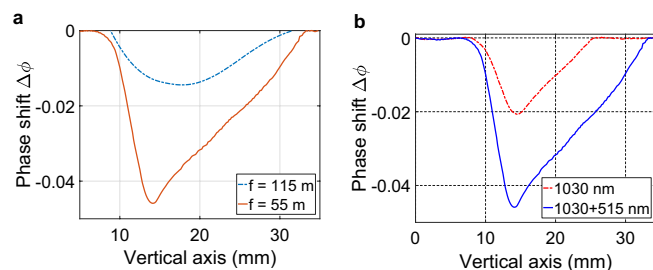 a
Phase shift Δϕ
0
-0.02
-0.04
10
20
30
Vertical axis (mm)
f = 115 m
f = 55 m
b
Phase shift Δϕ
0
-0.02
-0.04
0
10
20
30
Vertical axis (mm)
1030 nm
1030+515 nm